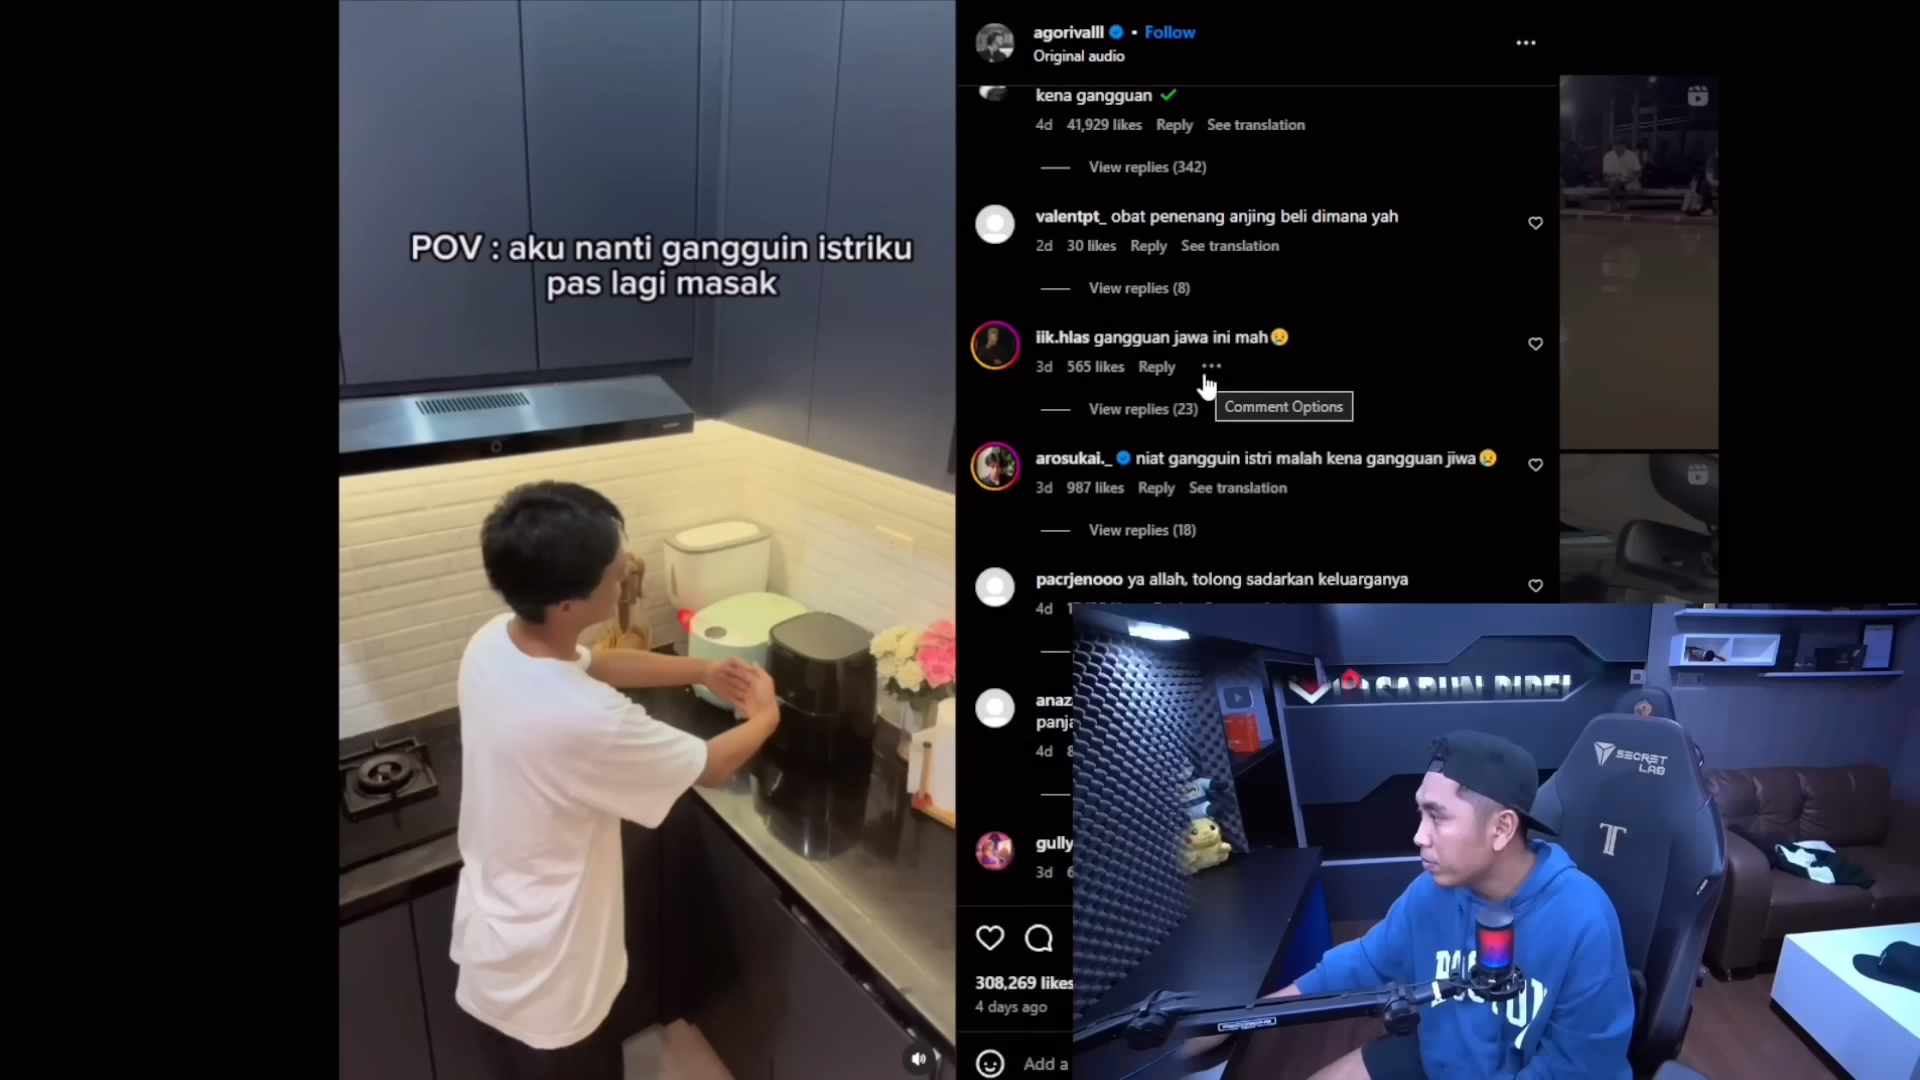 POV : aku nanti gangguin istriku
pas lagi masak
agorivalll • Follow
Original audio
kena gangguan
4d 41,929 likes Reply See translation
View replies (342)
valentpt_ obat penenang anjing beli dimana yah
2d 30 likes Reply See translation
View replies (8)
iik.hlas gangguan jawa ini mah😢
3d 565 likes Reply ...
View replies (23)
Comment Options
arosukai._ niat gangguin istri malah kena gangguan jiwa😢
3d 987 likes Reply See translation
View replies (18)
pacrjenooo ya allah, tolong sadarkan keluarganya
4d
anaz
panja
4d 8
gully
3d 6
308,269 likes
4 days ago
Add a
SECRET
LAB